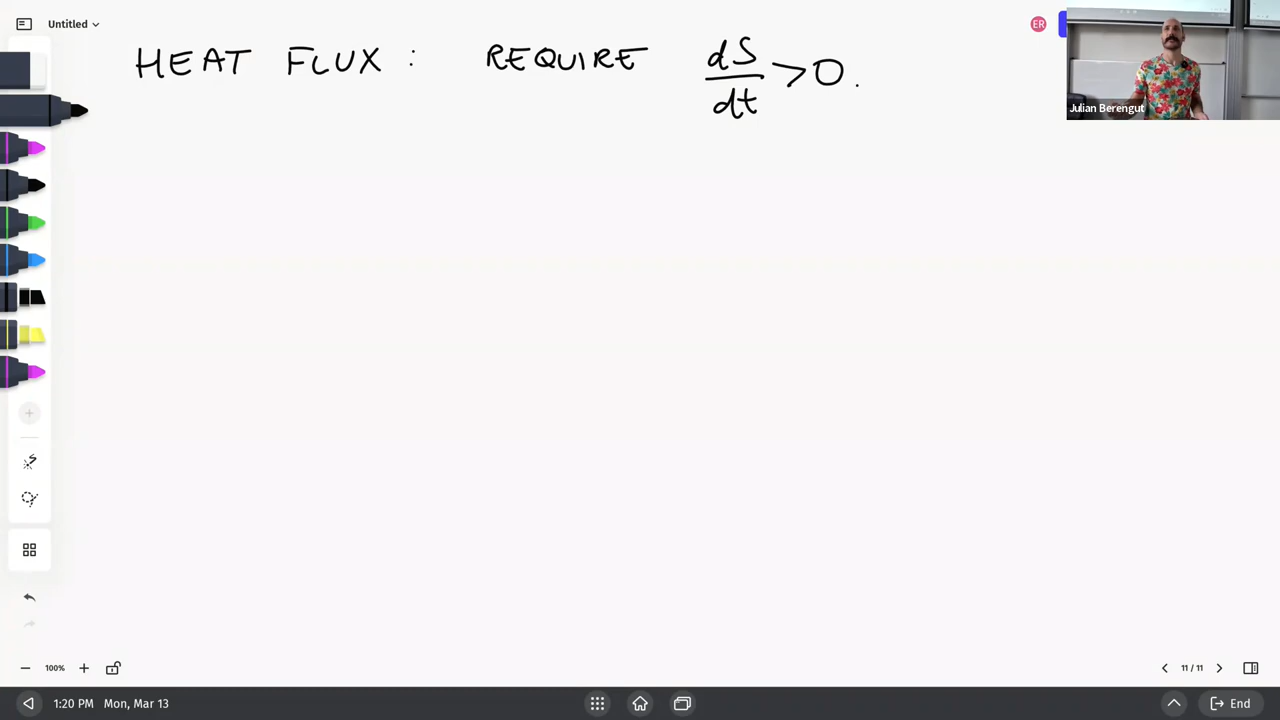 Untitled
ER
HEAT FLUX : REQUIRE dS/dt > 0.
Julian Berengut
100%
11 / 11
1:20 PM Mon, Mar 13
End